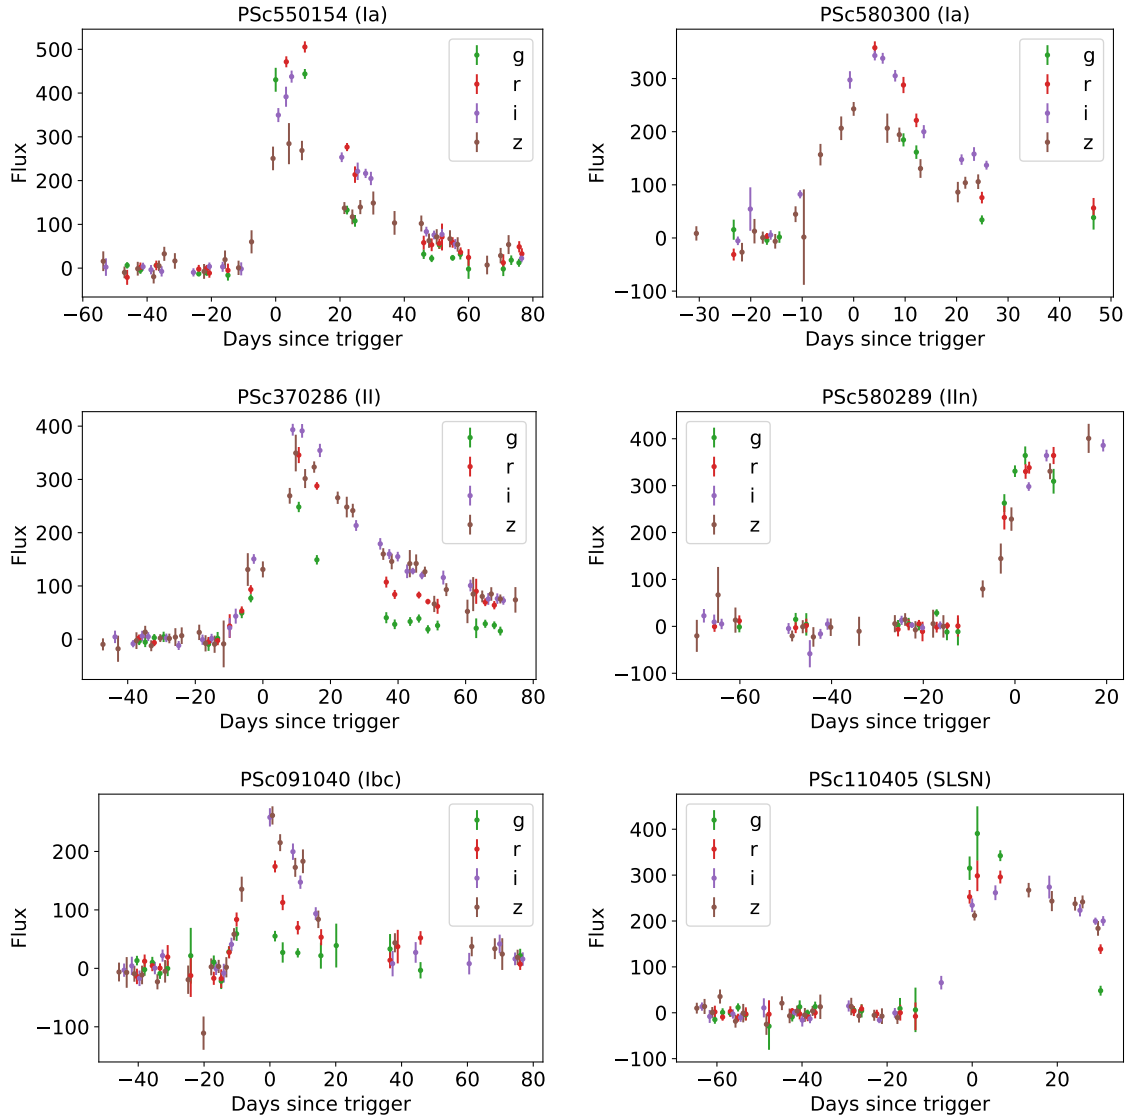 PSc550154 (Ia)
500
400
300
200
100
0
Flux
g
r
i
z
−60 −40 −20 0 20 40 60 80
Days since trigger
PSc580300 (Ia)
300
200
100
0
−100
Flux
g
r
i
z
−30 −20 −10 0 10 20 30 40 50
Days since trigger
PSc370286 (II)
400
300
200
100
0
Flux
g
r
i
z
−40 −20 0 20 40 60 80
Days since trigger
PSc580289 (IIn)
400
300
200
100
0
−100
Flux
g
r
i
z
−60 −40 −20 0 20
Days since trigger
PSc091040 (Ibc)
200
100
0
−100
Flux
g
r
i
z
−40 −20 0 20 40 60 80
Days since trigger
PSc110405 (SLSN)
400
300
200
100
0
−100
Flux
g
r
i
z
−60 −40 −20 0 20
Days since trigger